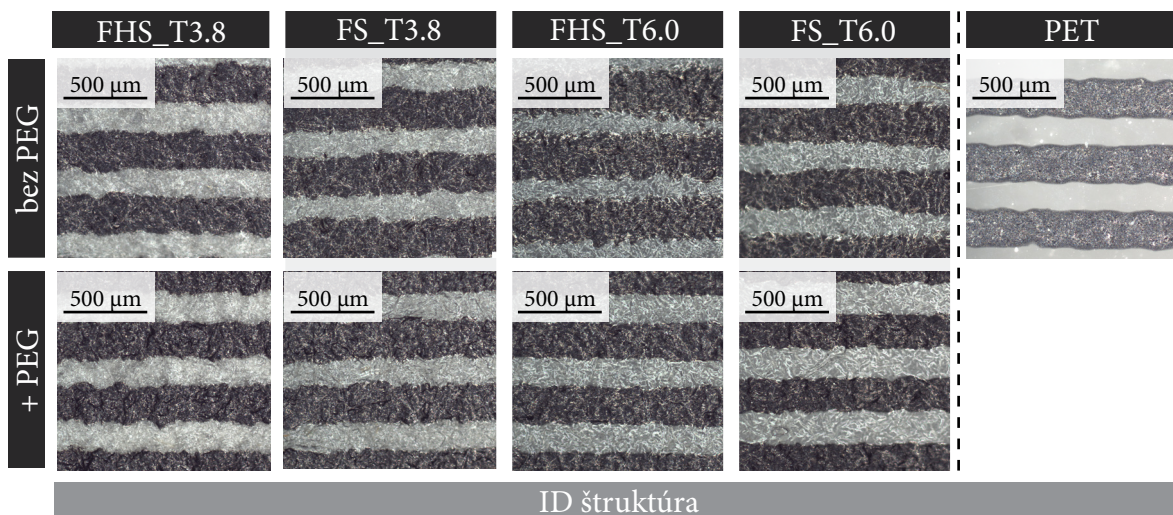 FHS_T3.8 FS_T3.8 FHS_T6.0 FS_T6.0 PET
bez PEG
500 µm 500 µm 500 µm 500 µm 500 µm
+ PEG
500 µm 500 µm 500 µm 500 µm
ID štruktúra